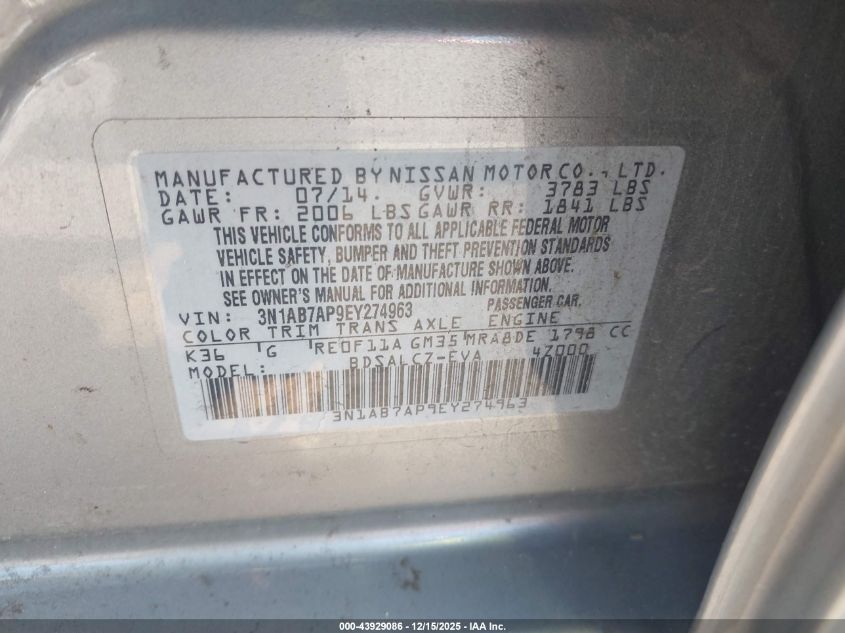 MANUFACTURED BY NISSAN MOTOR CO., LTD.
DATE: 07/14. GVWR: 3783 LBS
GAWR FR: 2006 LBS GAWR RR: 1841 LBS
THIS VEHICLE CONFORMS TO ALL APPLICABLE FEDERAL MOTOR
VEHICLE SAFETY, BUMPER AND THEFT PREVENTION STANDARDS
IN EFFECT ON THE DATE OF MANUFACTURE SHOWN ABOVE.
SEE OWNER'S MANUAL FOR ADDITIONAL INFORMATION.
VIN: 3N1AB7AP9EY274963 PASSENGER CAR.
COLOR TRIM TRANS AXLE ENGINE
K36 G RE0F11A GM35 MRA8DE 1798 CC
MODEL: BDSALCZ-EVA 4Z000
3N1AB7AP9EY274963
000-43929086 - 12/15/2025 - IAA Inc.